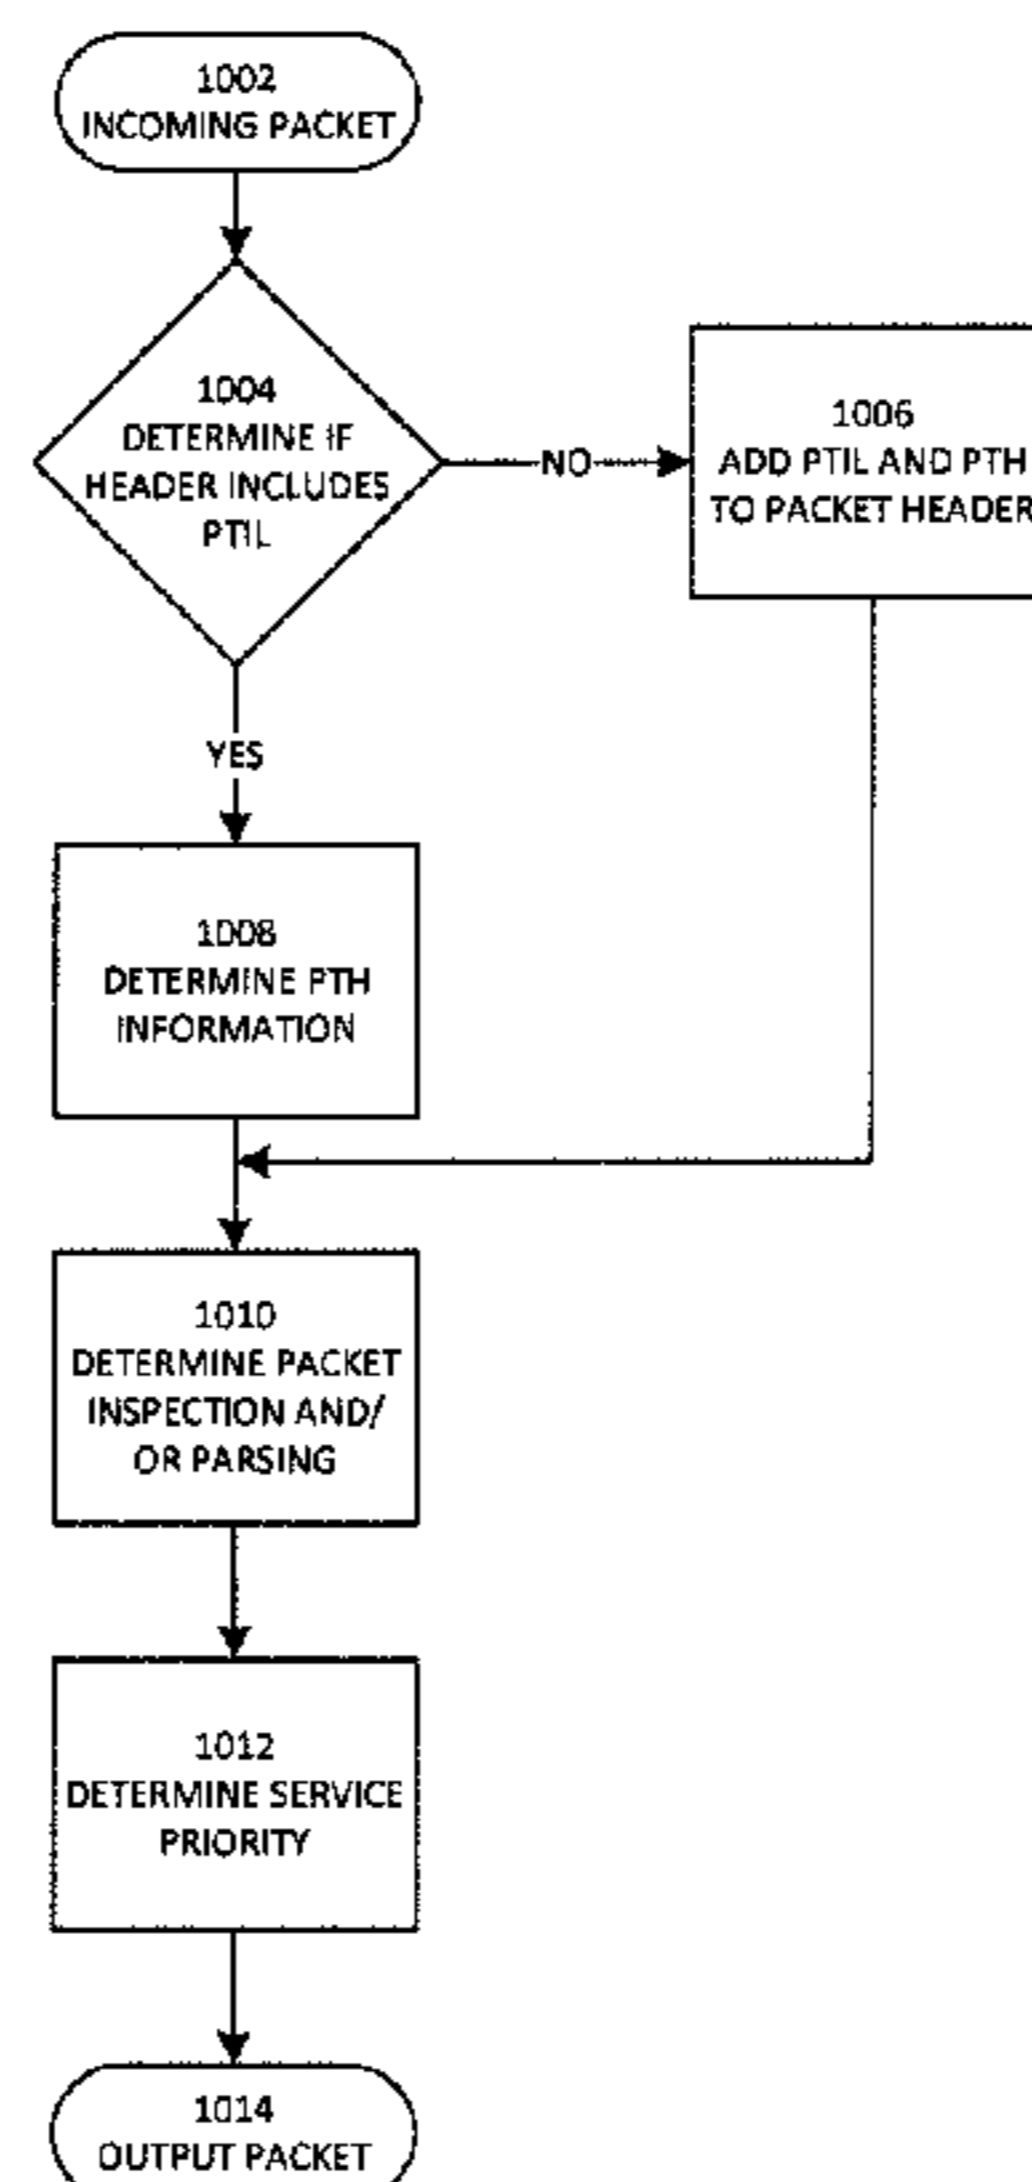 1002
INCOMING PACKET
1004
DETERMINE IF
HEADER INCLUDES
PTIL
NO
1006
ADD PTIL AND PTH
TO PACKET HEADER
YES
1008
DETERMINE PTH
INFORMATION
1010
DETERMINE PACKET
INSPECTION AND/
OR PARSING
1012
DETERMINE SERVICE
PRIORITY
1014
OUTPUT PACKET